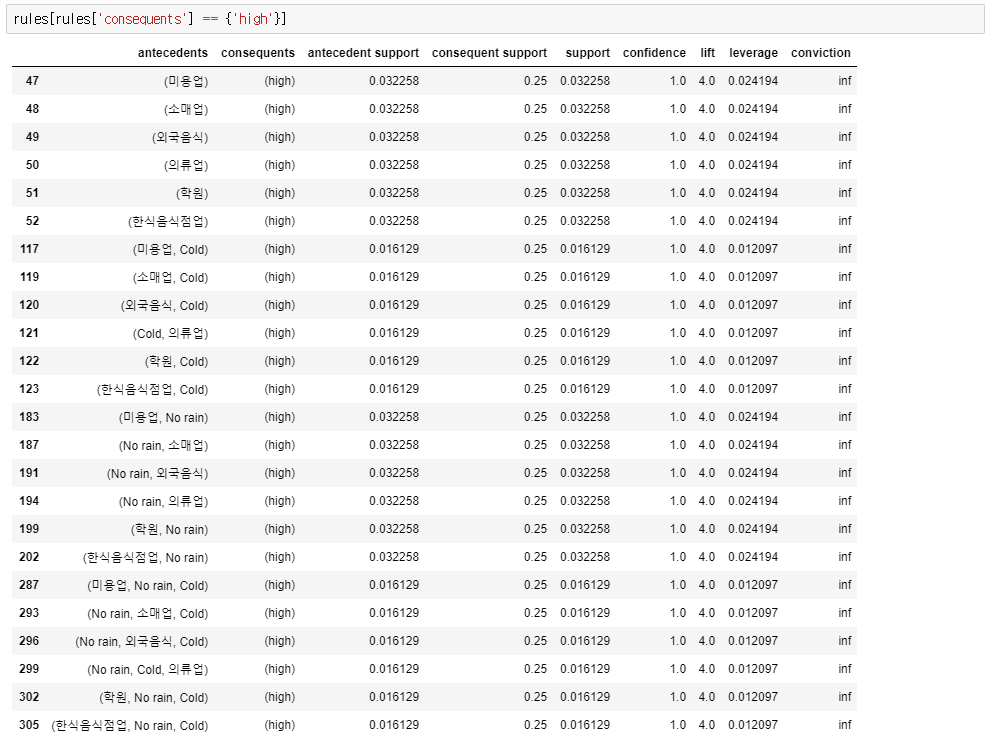 rules[rules['consequents'] == {'high'}]
antecedents consequents antecedent support consequent support support confidence lift leverage conviction
47 (미용업) (high) 0.032258 0.25 0.032258 1.0 4.0 0.024194 inf
48 (소매업) (high) 0.032258 0.25 0.032258 1.0 4.0 0.024194 inf
49 (외국음식) (high) 0.032258 0.25 0.032258 1.0 4.0 0.024194 inf
50 (의류업) (high) 0.032258 0.25 0.032258 1.0 4.0 0.024194 inf
51 (학원) (high) 0.032258 0.25 0.032258 1.0 4.0 0.024194 inf
52 (한식음식점업) (high) 0.032258 0.25 0.032258 1.0 4.0 0.024194 inf
117 (미용업, Cold) (high) 0.016129 0.25 0.016129 1.0 4.0 0.012097 inf
119 (소매업, Cold) (high) 0.016129 0.25 0.016129 1.0 4.0 0.012097 inf
120 (외국음식, Cold) (high) 0.016129 0.25 0.016129 1.0 4.0 0.012097 inf
121 (Cold, 의류업) (high) 0.016129 0.25 0.016129 1.0 4.0 0.012097 inf
122 (학원, Cold) (high) 0.016129 0.25 0.016129 1.0 4.0 0.012097 inf
123 (한식음식점업, Cold) (high) 0.016129 0.25 0.016129 1.0 4.0 0.012097 inf
183 (미용업, No rain) (high) 0.032258 0.25 0.032258 1.0 4.0 0.024194 inf
187 (No rain, 소매업) (high) 0.032258 0.25 0.032258 1.0 4.0 0.024194 inf
191 (No rain, 외국음식) (high) 0.032258 0.25 0.032258 1.0 4.0 0.024194 inf
194 (No rain, 의류업) (high) 0.032258 0.25 0.032258 1.0 4.0 0.024194 inf
199 (학원, No rain) (high) 0.032258 0.25 0.032258 1.0 4.0 0.024194 inf
202 (한식음식점업, No rain) (high) 0.032258 0.25 0.032258 1.0 4.0 0.024194 inf
287 (미용업, No rain, Cold) (high) 0.016129 0.25 0.016129 1.0 4.0 0.012097 inf
293 (No rain, 소매업, Cold) (high) 0.016129 0.25 0.016129 1.0 4.0 0.012097 inf
296 (No rain, 외국음식, Cold) (high) 0.016129 0.25 0.016129 1.0 4.0 0.012097 inf
299 (No rain, Cold, 의류업) (high) 0.016129 0.25 0.016129 1.0 4.0 0.012097 inf
302 (학원, No rain, Cold) (high) 0.016129 0.25 0.016129 1.0 4.0 0.012097 inf
305 (한식음식점업, No rain, Cold) (high) 0.016129 0.25 0.016129 1.0 4.0 0.012097 inf